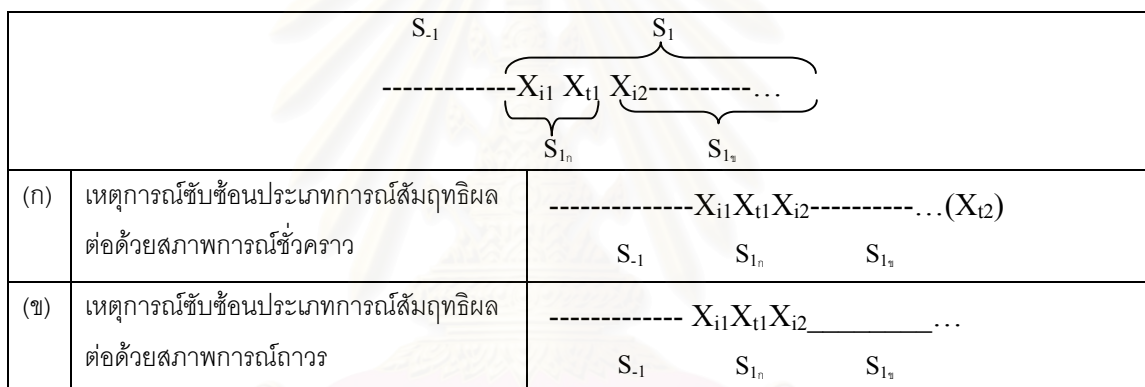 S₋₁ S₁
-------------Xᵢ₁ Xₜ₁ Xᵢ₂----------…
S₁ก S₁ข
(ก) เหตุการณ์ซับซ้อนประเภทการณ์สัมฤทธิผล --------------Xᵢ₁Xₜ₁Xᵢ₂----------…(Xₜ₂)
ต่อด้วยสภาพการณ์ชั่วคราว S₋₁ S₁ก S₁ข
(ข) เหตุการณ์ซับซ้อนประเภทการณ์สัมฤทธิผล ------------- Xᵢ₁Xₜ₁Xᵢ₂________…
ต่อด้วยสภาพการณ์ถาวร S₋₁ S₁ก S₁ข